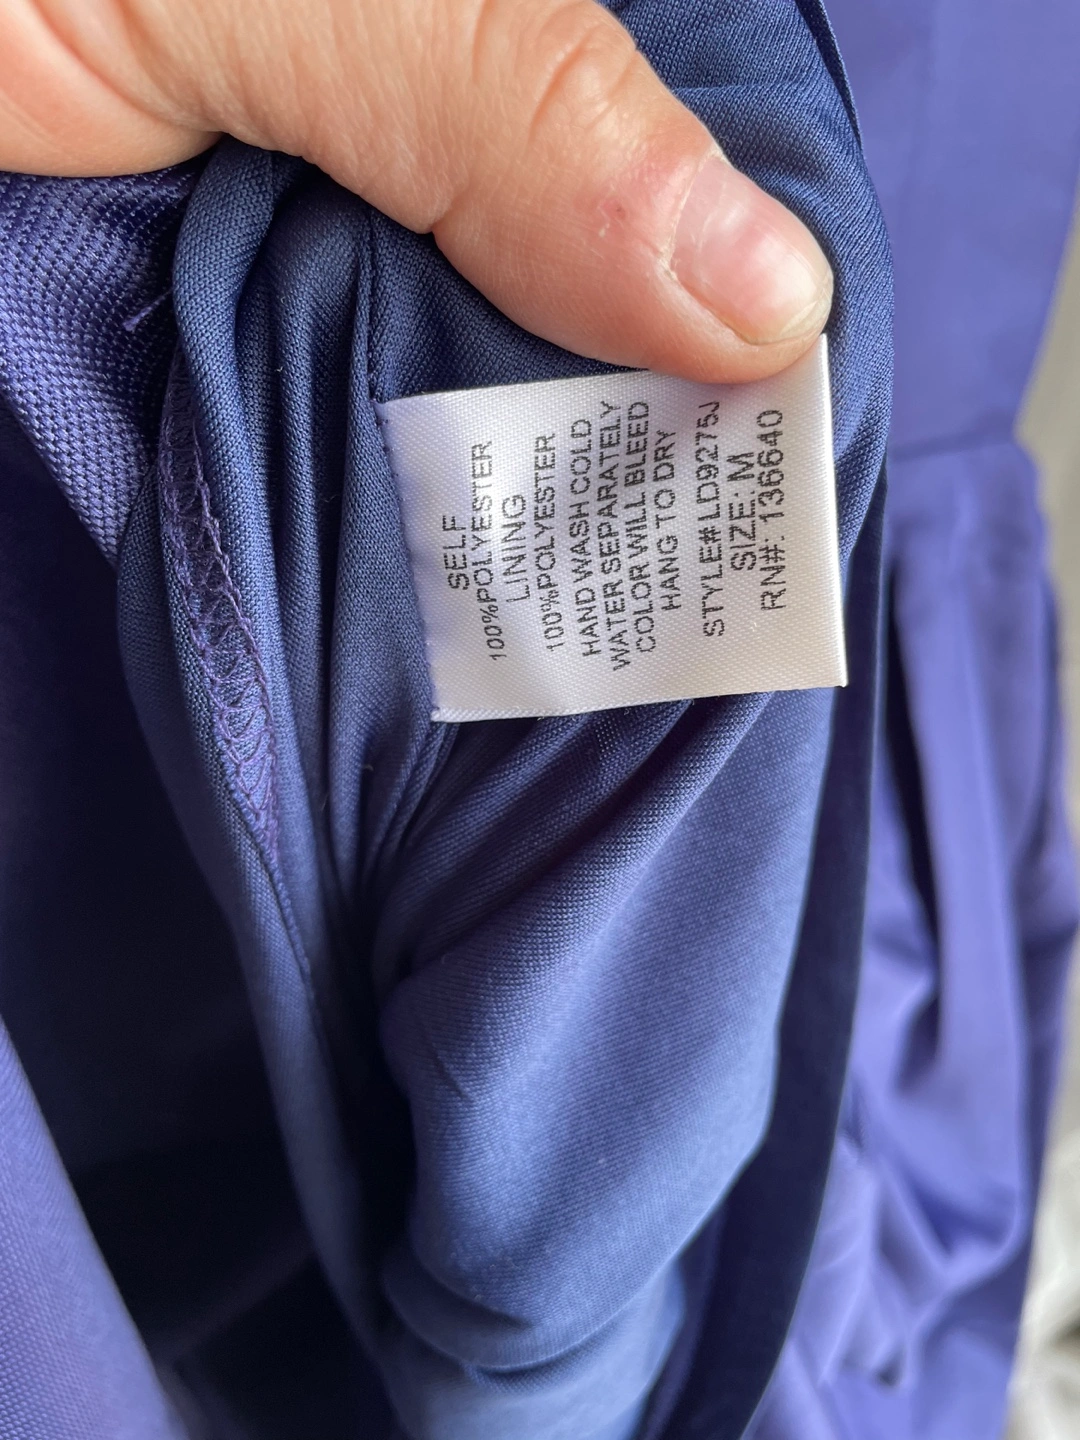 SELF
100%POLYESTER
LINING
100%POLYESTER
HAND WASH COLD
WATER SEPARATELY
COLOR WILL BLEED
HANG TO DRY
STYLE# LD9275J
SIZE: M
RN#: 136640